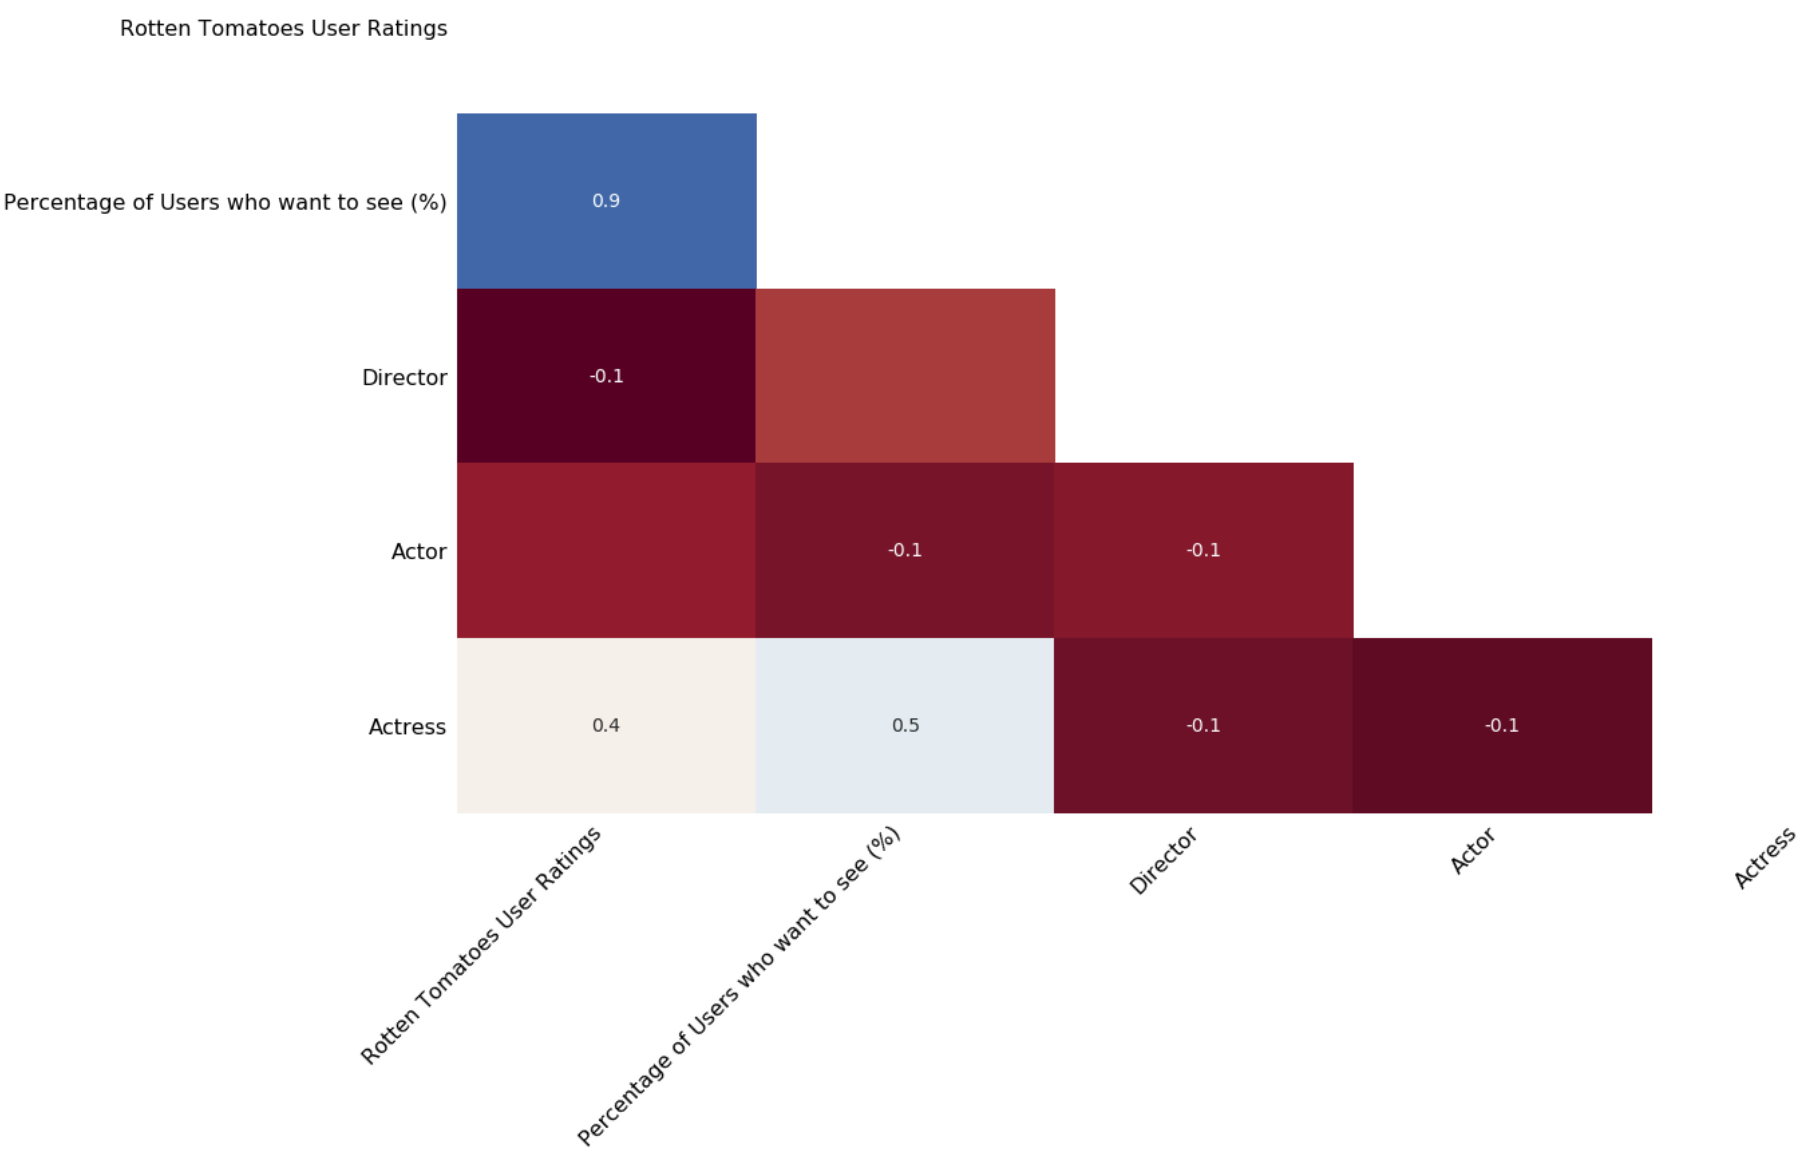 Rotten Tomatoes User Ratings
Percentage of Users who want to see (%)
0.9
Director
-0.1
Actor
-0.1
-0.1
Actress
0.4
0.5
-0.1
-0.1
Rotten Tomatoes User Ratings
Percentage of Users who want to see (%)
Director
Actor
Actress